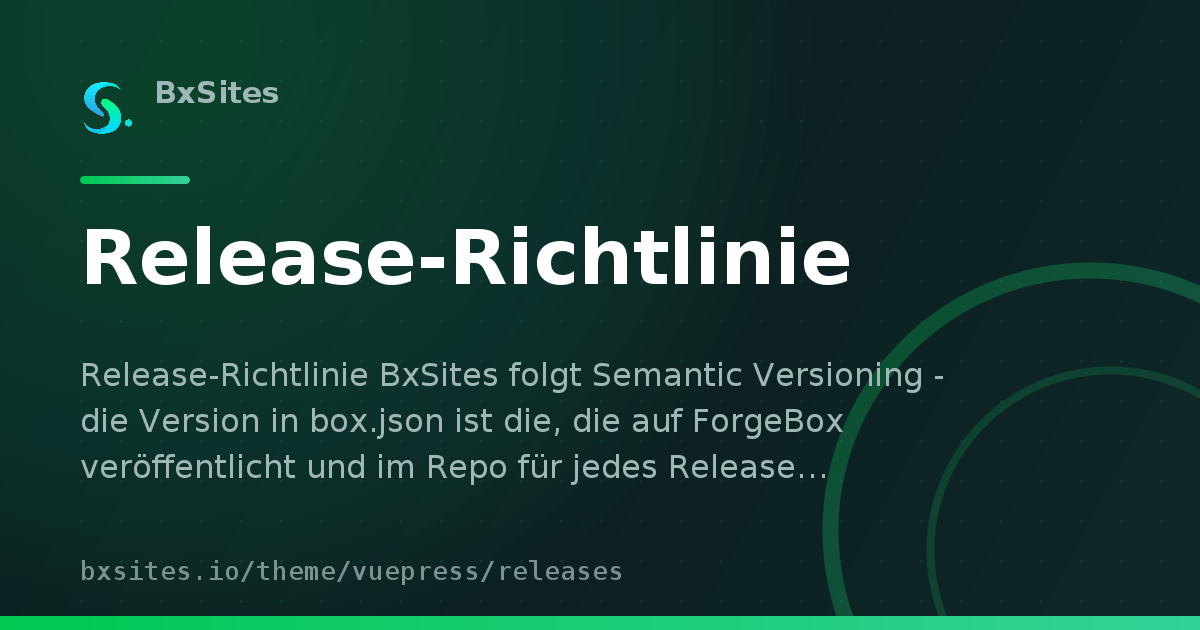 BxSites
Release-Richtlinie
Release-Richtlinie BxSites folgt Semantic Versioning -
die Version in box.json ist die, die auf ForgeBox
veröffentlicht und im Repo für jedes Release…
bxsites.io/theme/vuepress/releases